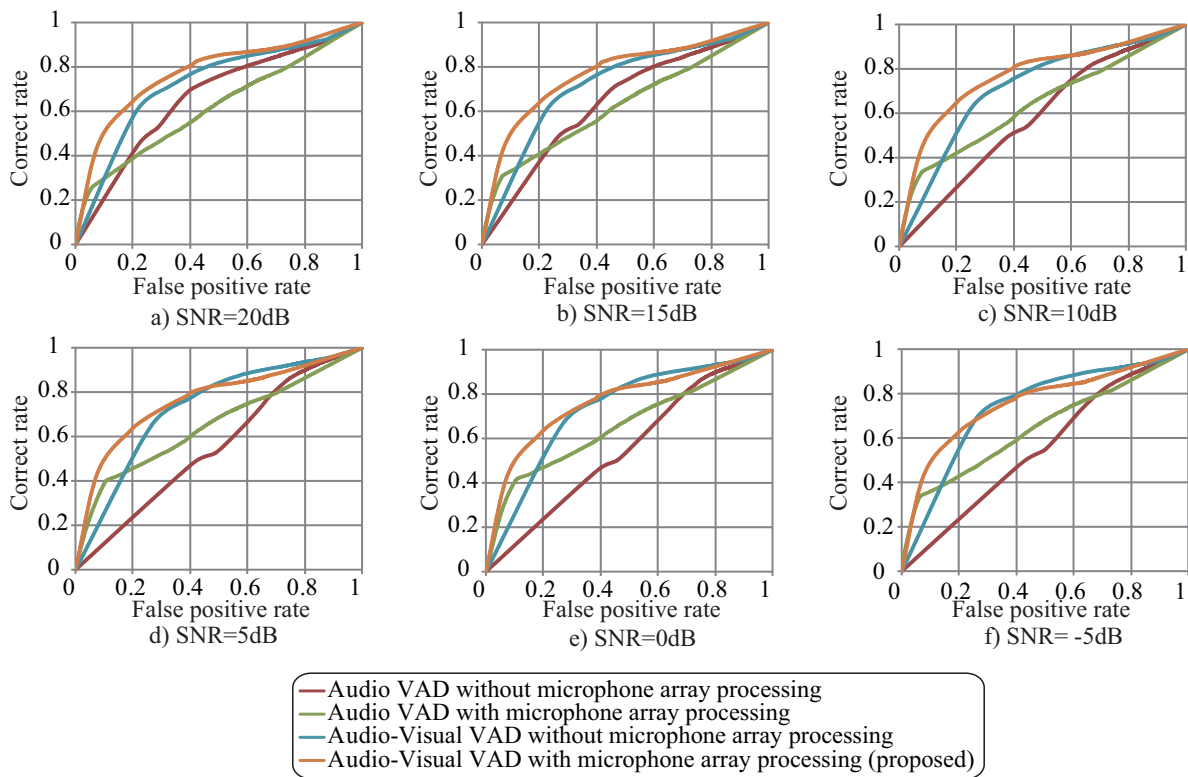 1
0.8
0.6
0.4
0.2
0
Correct rate
0 0.2 0.4 0.6 0.8 1
False positive rate
a) SNR=20dB
1
0.8
0.6
0.4
0.2
0
Correct rate
0 0.2 0.4 0.6 0.8 1
False positive rate
b) SNR=15dB
1
0.8
0.6
0.4
0.2
0
Correct rate
0 0.2 0.4 0.6 0.8 1
False positive rate
c) SNR=10dB
1
0.8
0.6
0.4
0.2
0
Correct rate
0 0.2 0.4 0.6 0.8 1
False positive rate
d) SNR=5dB
1
0.8
0.6
0.4
0.2
0
Correct rate
0 0.2 0.4 0.6 0.8 1
False positive rate
e) SNR=0dB
1
0.8
0.6
0.4
0.2
0
Correct rate
0 0.2 0.4 0.6 0.8 1
False positive rate
f) SNR= -5dB
Audio VAD without microphone array processing
Audio VAD with microphone array processing
Audio-Visual VAD without microphone array processing
Audio-Visual VAD with microphone array processing (proposed)